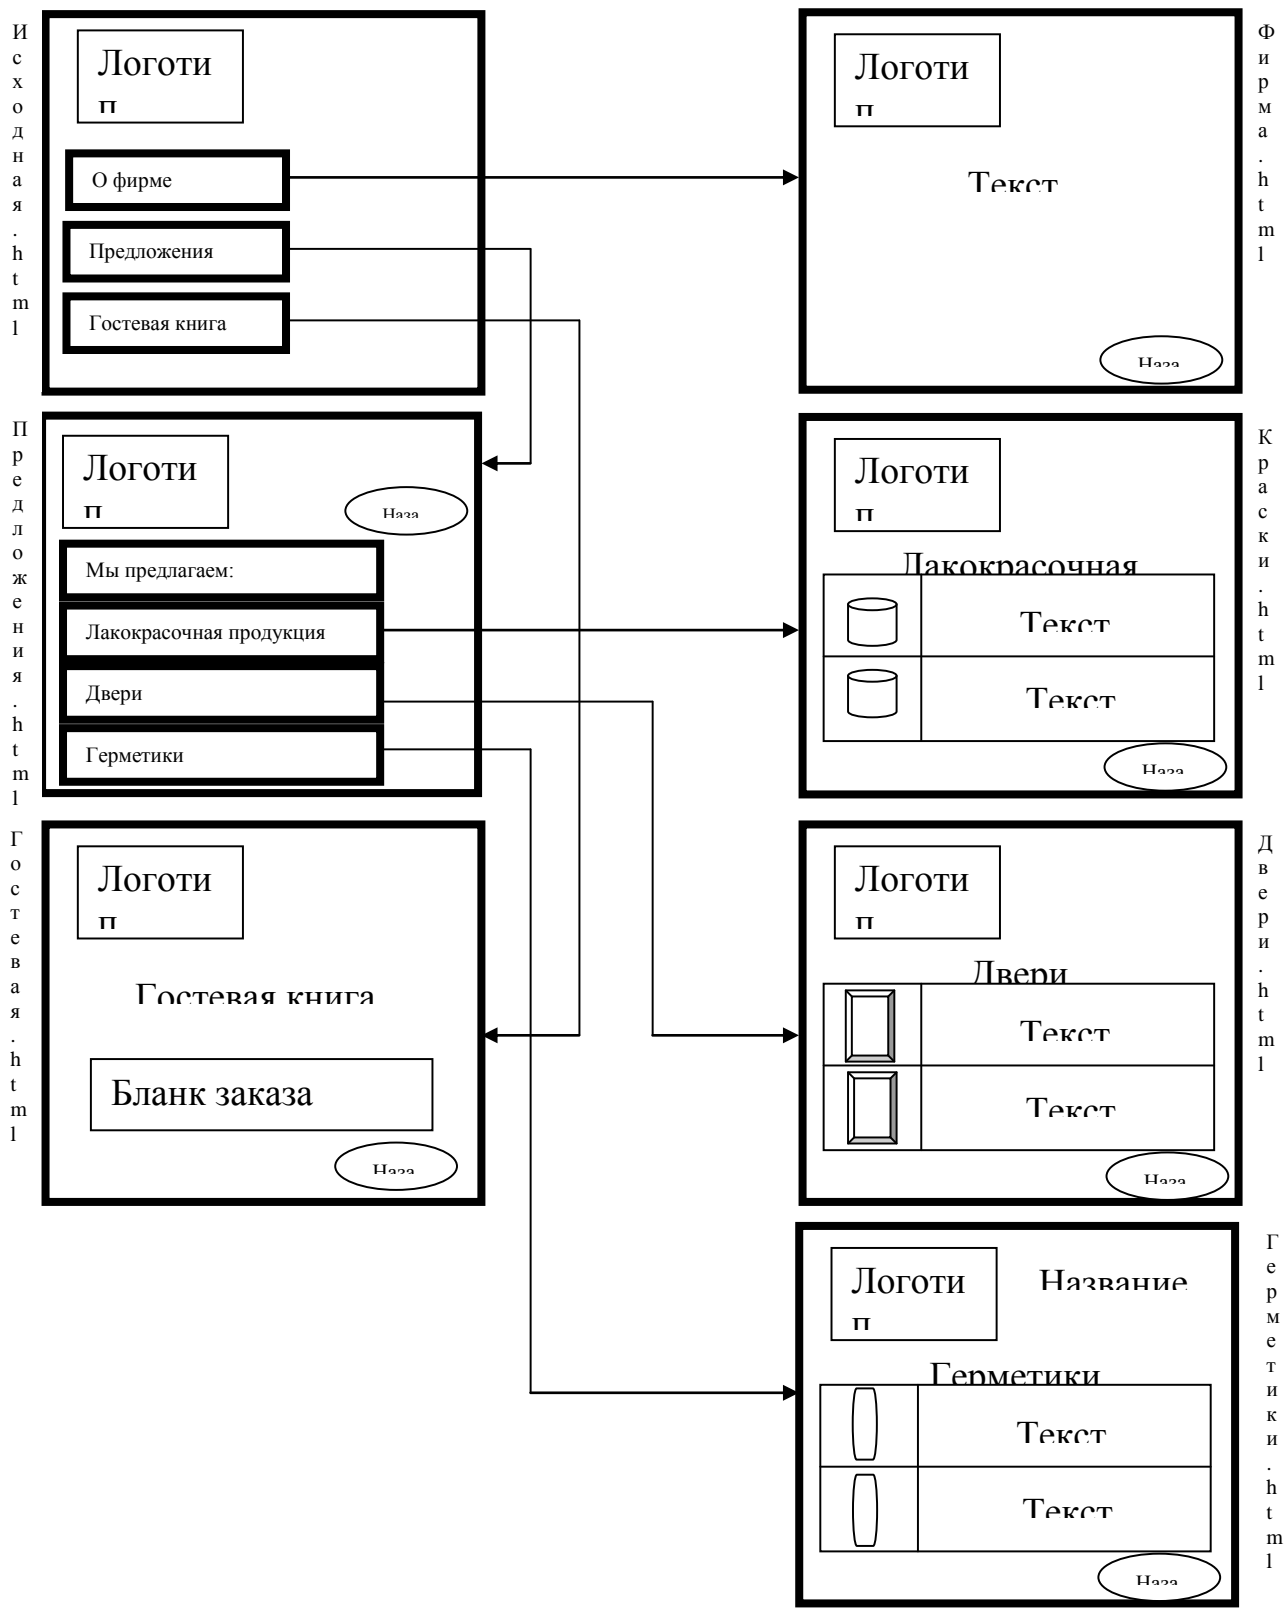 Исходная.html
Логоти
п
О фирме
Предложения
Гостевая книга
Фирма.html
Логоти
п
Текст
Наза
Предложения.html
Логоти
п
Наза
Мы предлагаем:
Лакокрасочная продукция
Двери
Герметики
Краски.html
Логоти
п
Лакокрасочная
Текст
Текст
Наза
Гостевая.html
Логоти
п
Гостевая книга
Бланк заказа
Наза
Двери.html
Логоти
п
Двери
Текст
Текст
Наза
Герметики.html
Логоти
п
Название
Герметики
Текст
Текст
Наза